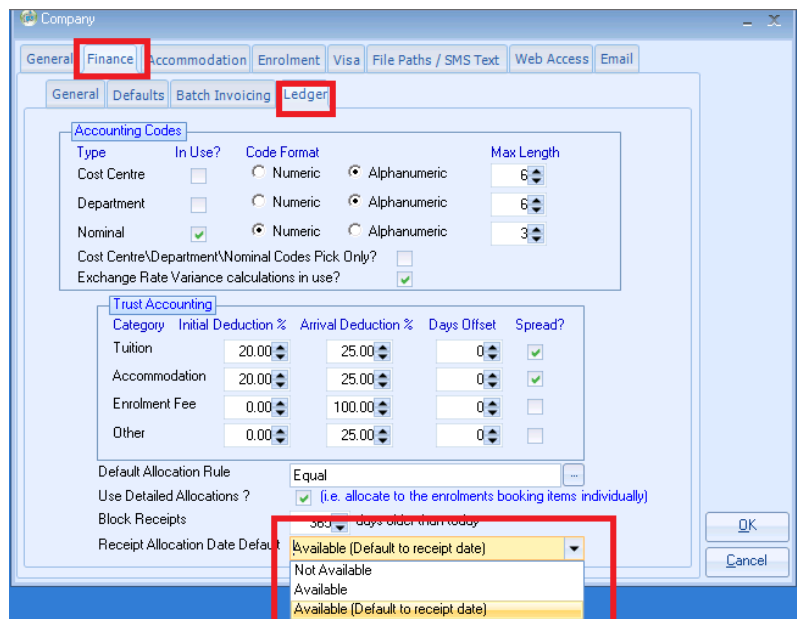 Company
General Finance Accommodation Enrolment Visa File Paths / SMS Text Web Access Email
General Defaults Batch Invoicing Ledger
Accounting Codes
Type In Use? Code Format Max Length
Cost Centre Numeric Alphanumeric 6
Department Numeric Alphanumeric 6
Nominal Numeric Alphanumeric 3
Cost Centre\Department\Nominal Codes Pick Only?
Exchange Rate Variance calculations in use?
Trust Accounting
Category Initial Deduction % Arrival Deduction % Days Offset Spread?
Tuition 20.00 25.00 0
Accommodation 20.00 25.00 0
Enrolment Fee 0.00 100.00 0
Other 0.00 25.00 0
Default Allocation Rule Equal ...
Use Detailed Allocations ? (i.e. allocate to the enrolments booking items individually)
Block Receipts 365 days older than today
Receipt Allocation Date Default Available (Default to receipt date)
Not Available
Available
Available (Default to receipt date)
OK
Cancel